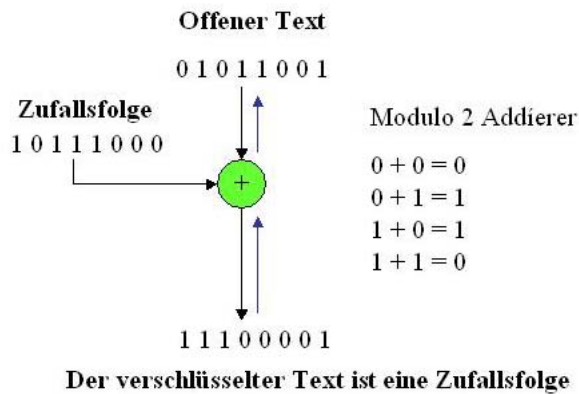 Offener Text
0 1 0 1 1 0 0 1
Zufallsfolge
1 0 1 1 1 0 0 0
+
Modulo 2 Addíerer
0 + 0 = 0
0 + 1 = 1
1 + 0 = 1
1 + 1 = 0
1 1 1 0 0 0 0 1
Der verschlüsselter Text ist eine Zufallsfolge